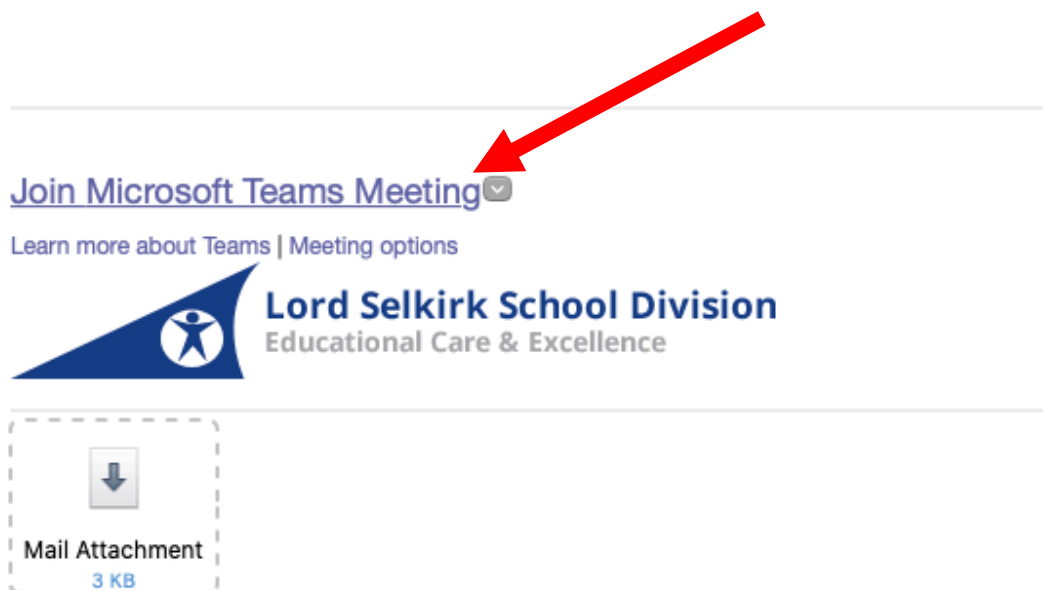 Join Microsoft Teams Meeting
Learn more about Teams | Meeting options
Lord Selkirk School Division
Educational Care & Excellence
Mail Attachment
3 KB